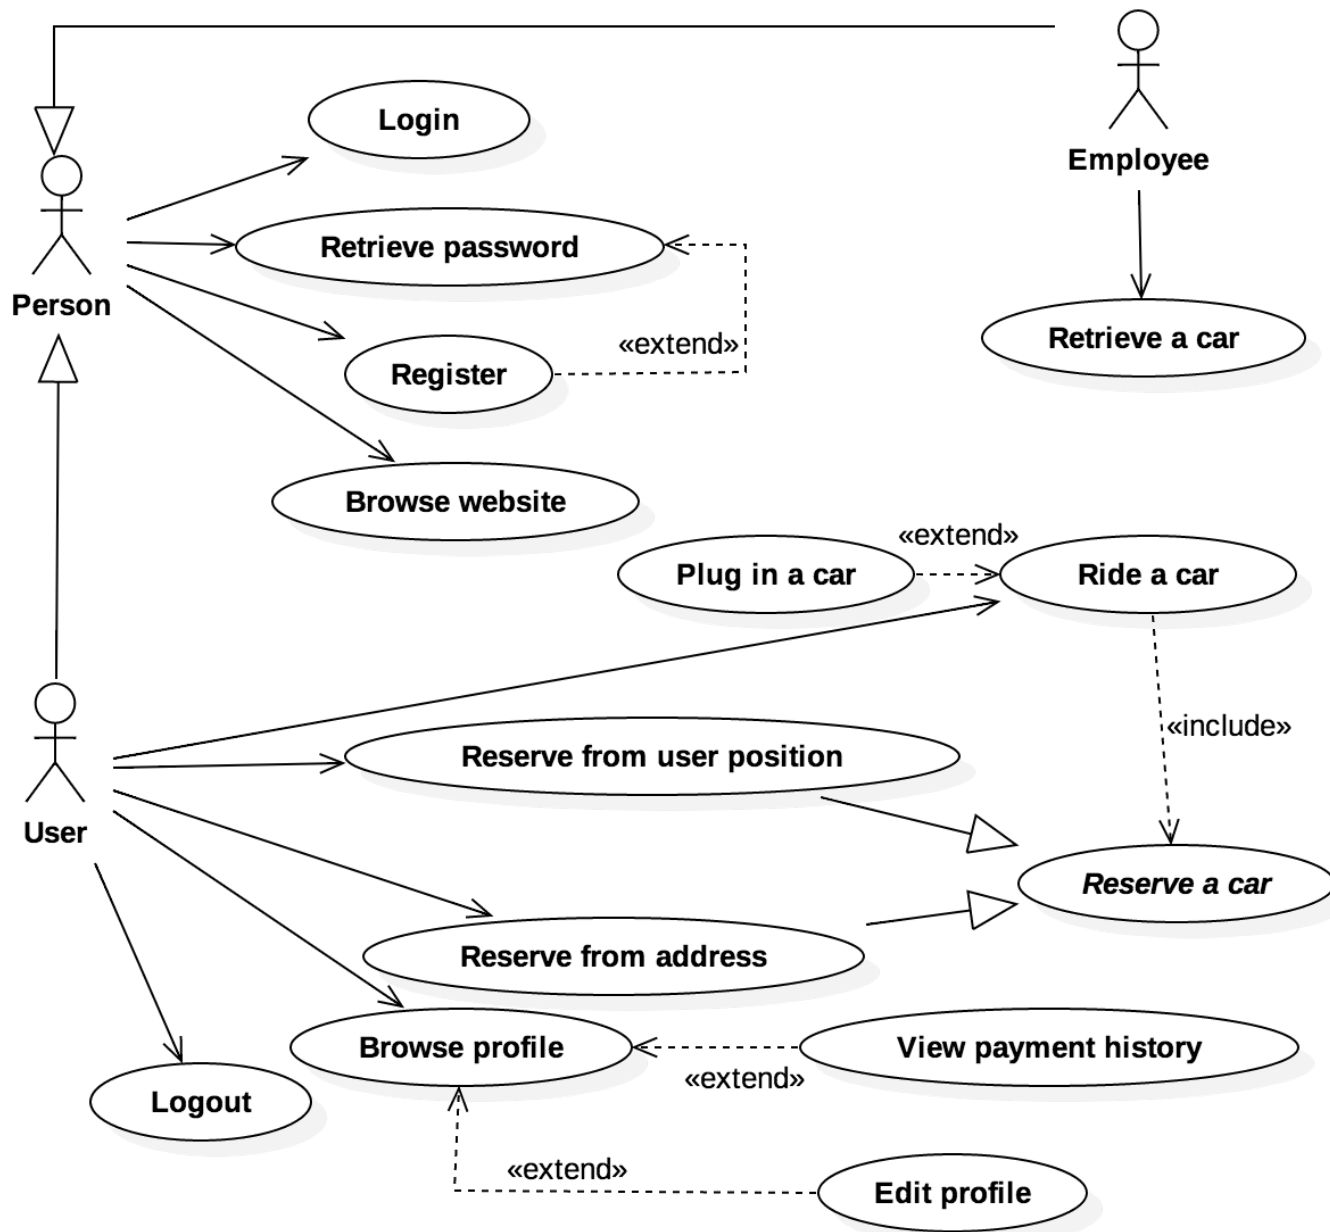 Login
Employee
Retrieve password
Person
Retrieve a car
«extend»
Register
Browse website
«extend»
Plug in a car
Ride a car
«include»
Reserve from user position
User
Reserve a car
Reserve from address
Browse profile
View payment history
«extend»
Logout
«extend»
Edit profile